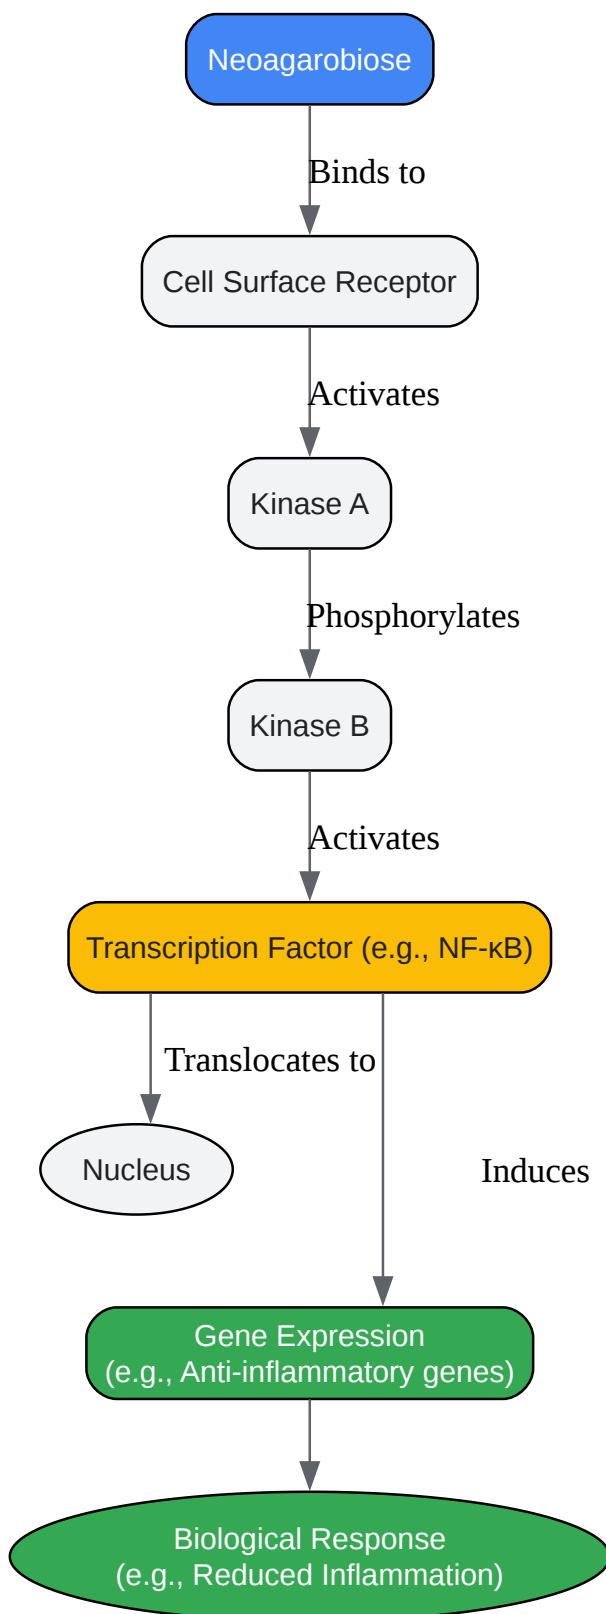 Neoagarobiose
Binds to
Cell Surface Receptor
Activates
Kinase A
Phosphorylates
Kinase B
Activates
Transcription Factor (e.g., NF-κB)
Translocates to
Nucleus
Induces
Gene Expression
(e.g., Anti-inflammatory genes)
Biological Response
(e.g., Reduced Inflammation)